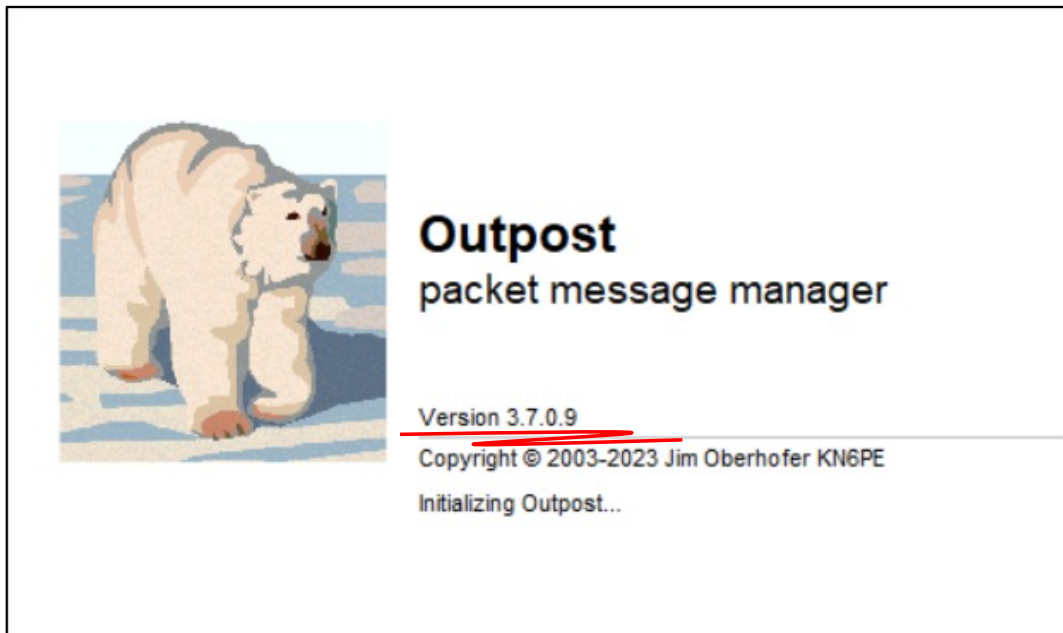 Outpost
packet message manager
Version 3.7.0.9
Copyright © 2003-2023 Jim Oberhofer KN6PE
Initializing Outpost...